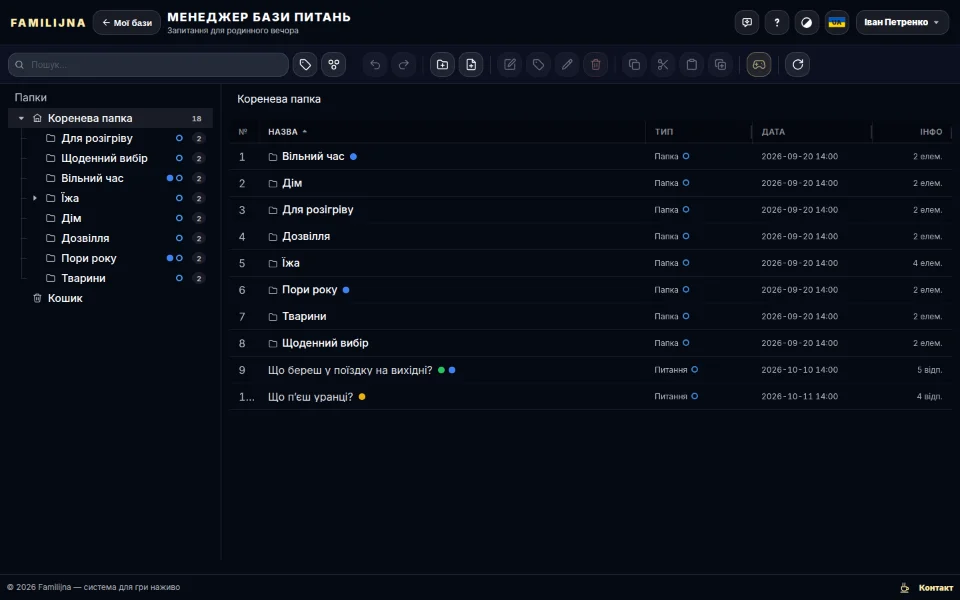 FAMILIJNA
← Мої бази
МЕНЕДЖЕР БАЗИ ПИТАНЬ
Запитання для родинного вечора
?
UA
Іван Петренко
Пошук...
Папки
Коренева папка 18
Для розігріву 2
Щоденний вибір 2
Вільний час 2
Їжа 2
Дім 2
Дозвілля 2
Пори року 2
Тварини 2
Кошик
Коренева папка
№ НАЗВА ТИП ДАТА ІНФО
1 Вільний час Папка 2026-09-20 14:00 2 елем.
2 Дім Папка 2026-09-20 14:00 2 елем.
3 Для розігріву Папка 2026-09-20 14:00 2 елем.
4 Дозвілля Папка 2026-09-20 14:00 2 елем.
5 Їжа Папка 2026-09-20 14:00 4 елем.
6 Пори року Папка 2026-09-20 14:00 2 елем.
7 Тварини Папка 2026-09-20 14:00 2 елем.
8 Щоденний вибір Папка 2026-09-20 14:00 2 елем.
9 Що береш у поїздку на вихідні? Питання 2026-10-10 14:00 5 відп.
1... Що п'єш уранці? Питання 2026-10-11 14:00 4 відп.
© 2026 Familijna — система для гри наживо
Контакт